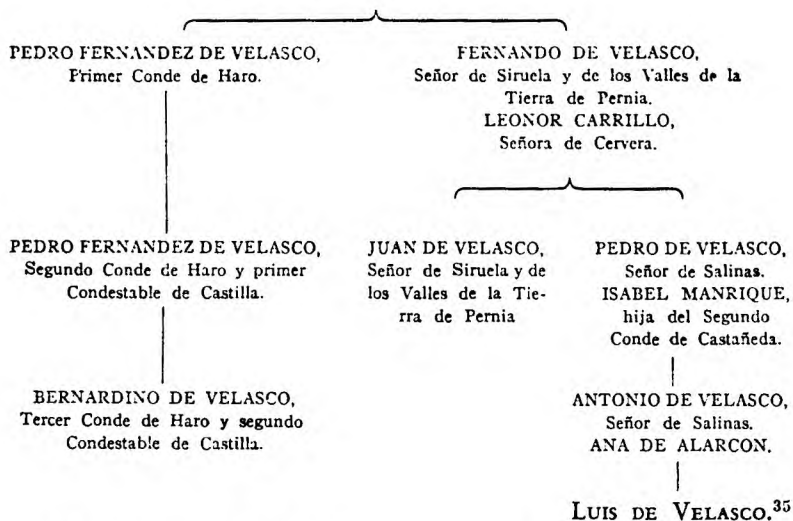 PEDRO FERNANDEZ DE VELASCO,
Primer Conde de Haro.
FERNANDO DE VELASCO,
Señor de Siruela y de los Valles de la
Tierra de Pernia.
LEONOR CARRILLO,
Señora de Cervera.
PEDRO FERNANDEZ DE VELASCO,
Segundo Conde de Haro y primer
Condestable de Castilla.
JUAN DE VELASCO,
Señor de Siruela y de
los Valles de la Tie-
rra de Pernia
PEDRO DE VELASCO,
Señor de Salinas.
ISABEL MANRIQUE,
hija del Segundo
Conde de Castañeda.
BERNARDINO DE VELASCO,
Tercer Conde de Haro y segundo
Condestable de Castilla.
ANTONIO DE VELASCO,
Señor de Salinas.
ANA DE ALARCON.
LUIS DE VELASCO.35